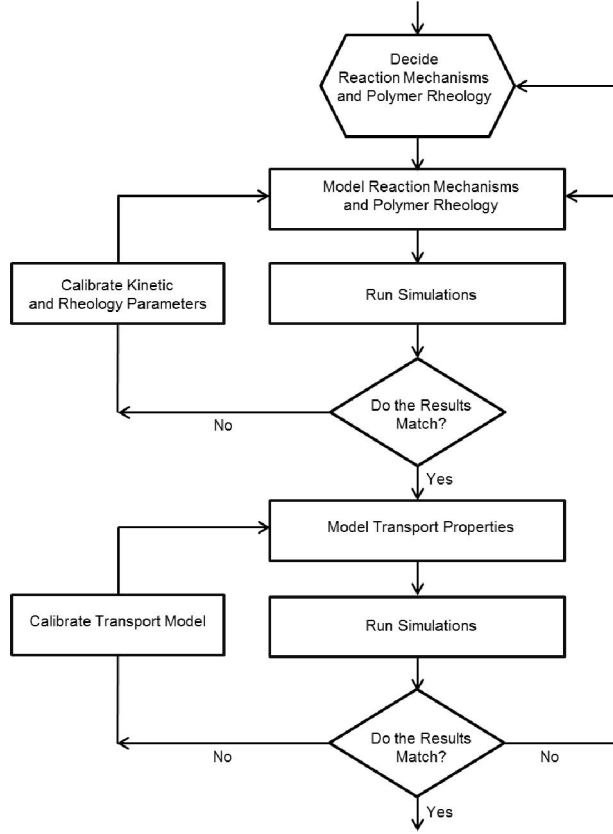 Decide
Reaction Mechanisms
and Polymer Rheology
Model Reaction Mechanisms
and Polymer Rheology
Calibrate Kinetic
and Rheology Parameters
Run Simulations
Do the Results
Match?
No
Yes
Model Transport Properties
Calibrate Transport Model
Run Simulations
Do the Results
Match?
No
No
Yes